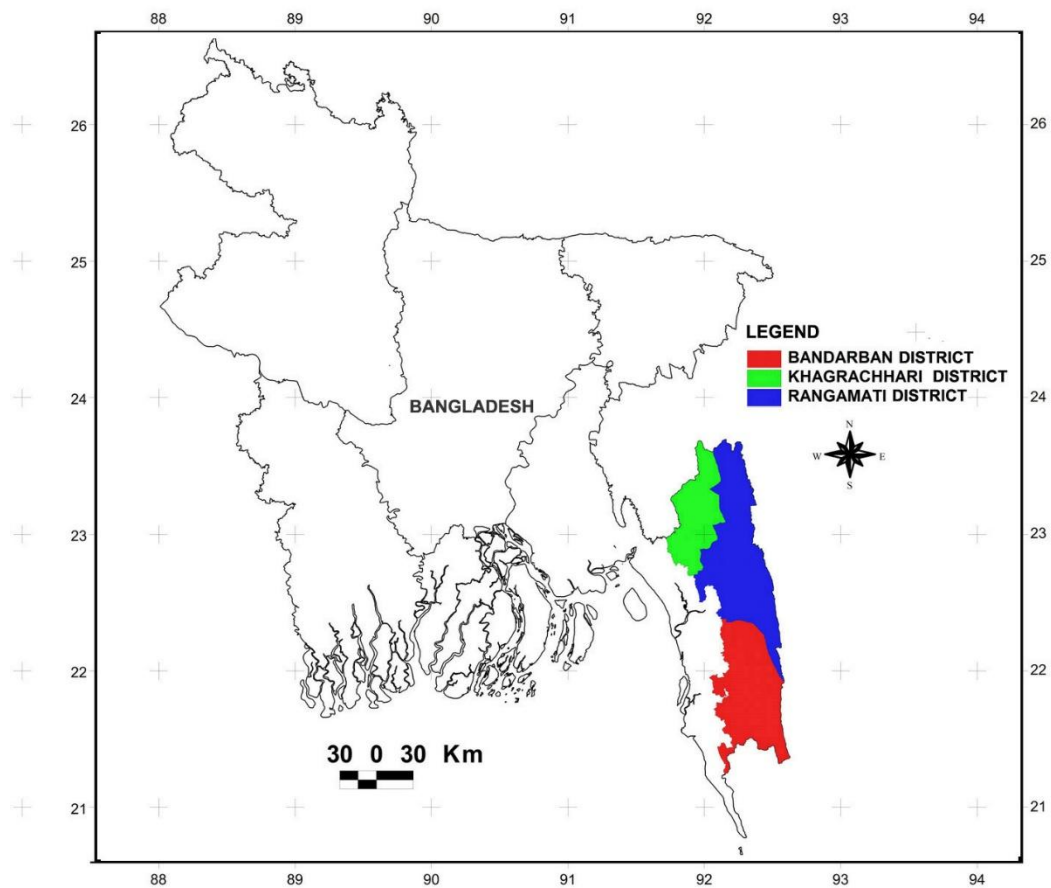 88 89 90 91 92 93 94
26 26
25 25
LEGEND
BANDARBAN DISTRICT
KHAGRACHHARI DISTRICT
RANGAMATI DISTRICT
24 24
BANGLADESH
N
W E
S
23 23
22 22
30 0 30 Km
21 21
88 89 90 91 92 93 94